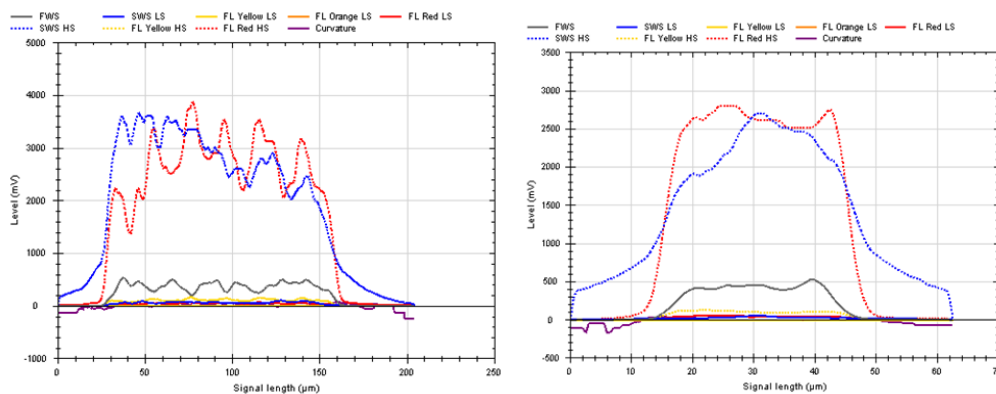 FWS SWS LS FL Yellow LS FL Orange LS FL Red LS
SWS HS FL Yellow HS FL Red HS Curvature
5000
4000
3000
2000
1000
0
-1000
Level (mV)
0 50 100 150 200 250
Signal length (µm)
FWS SWS LS FL Yellow LS FL Orange LS FL Red LS
SWS HS FL Yellow HS FL Red HS Curvature
3500
3000
2500
2000
1500
1000
500
0
-500
Level (mV)
0 10 20 30 40 50 60
Signal length (µm)